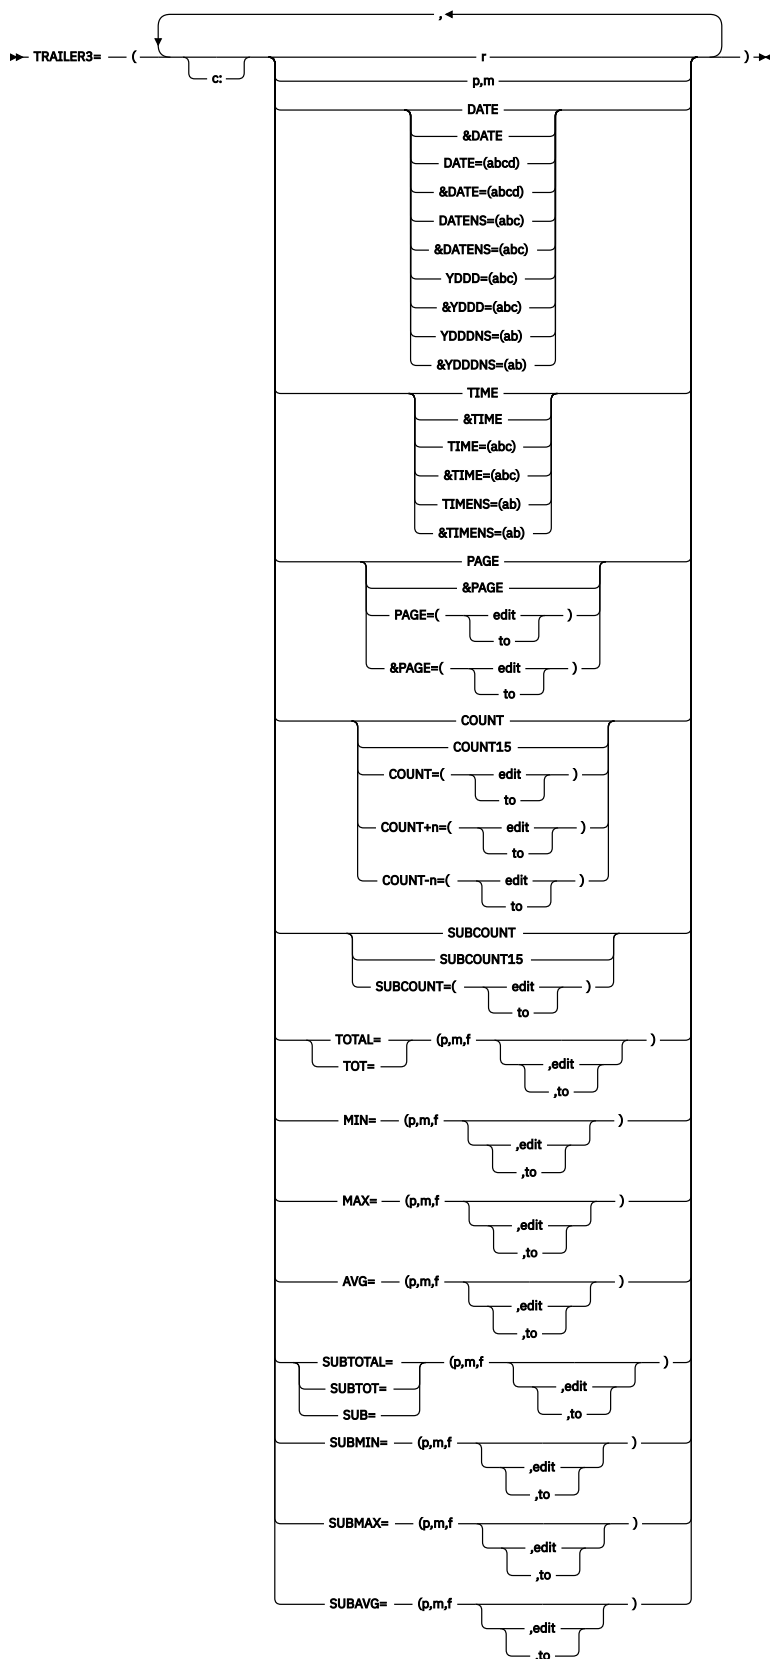 ,
TRAILER3= ( r )
c:
p,m
DATE
&DATE
DATE=(abcd)
&DATE=(abcd)
DATENS=(abc)
&DATENS=(abc)
YDDD=(abc)
&YDDD=(abc)
YDDDNS=(ab)
&YDDDNS=(ab)
TIME
&TIME
TIME=(abc)
&TIME=(abc)
TIMENS=(ab)
&TIMENS=(ab)
PAGE
&PAGE
PAGE=( edit )
to
&PAGE=( edit )
to
COUNT
COUNT15
COUNT=( edit )
to
COUNT+n=( edit )
to
COUNT-n=( edit )
to
SUBCOUNT
SUBCOUNT15
SUBCOUNT=( edit )
to
TOTAL= (p,m,f )
TOT= ,edit
,to
MIN= (p,m,f )
,edit
,to
MAX= (p,m,f )
,edit
,to
AVG= (p,m,f )
,edit
,to
SUBTOTAL= (p,m,f )
SUBTOT= ,edit
SUB= ,to
SUBMIN= (p,m,f )
,edit
,to
SUBMAX= (p,m,f )
,edit
,to
SUBAVG= (p,m,f )
,edit
,to